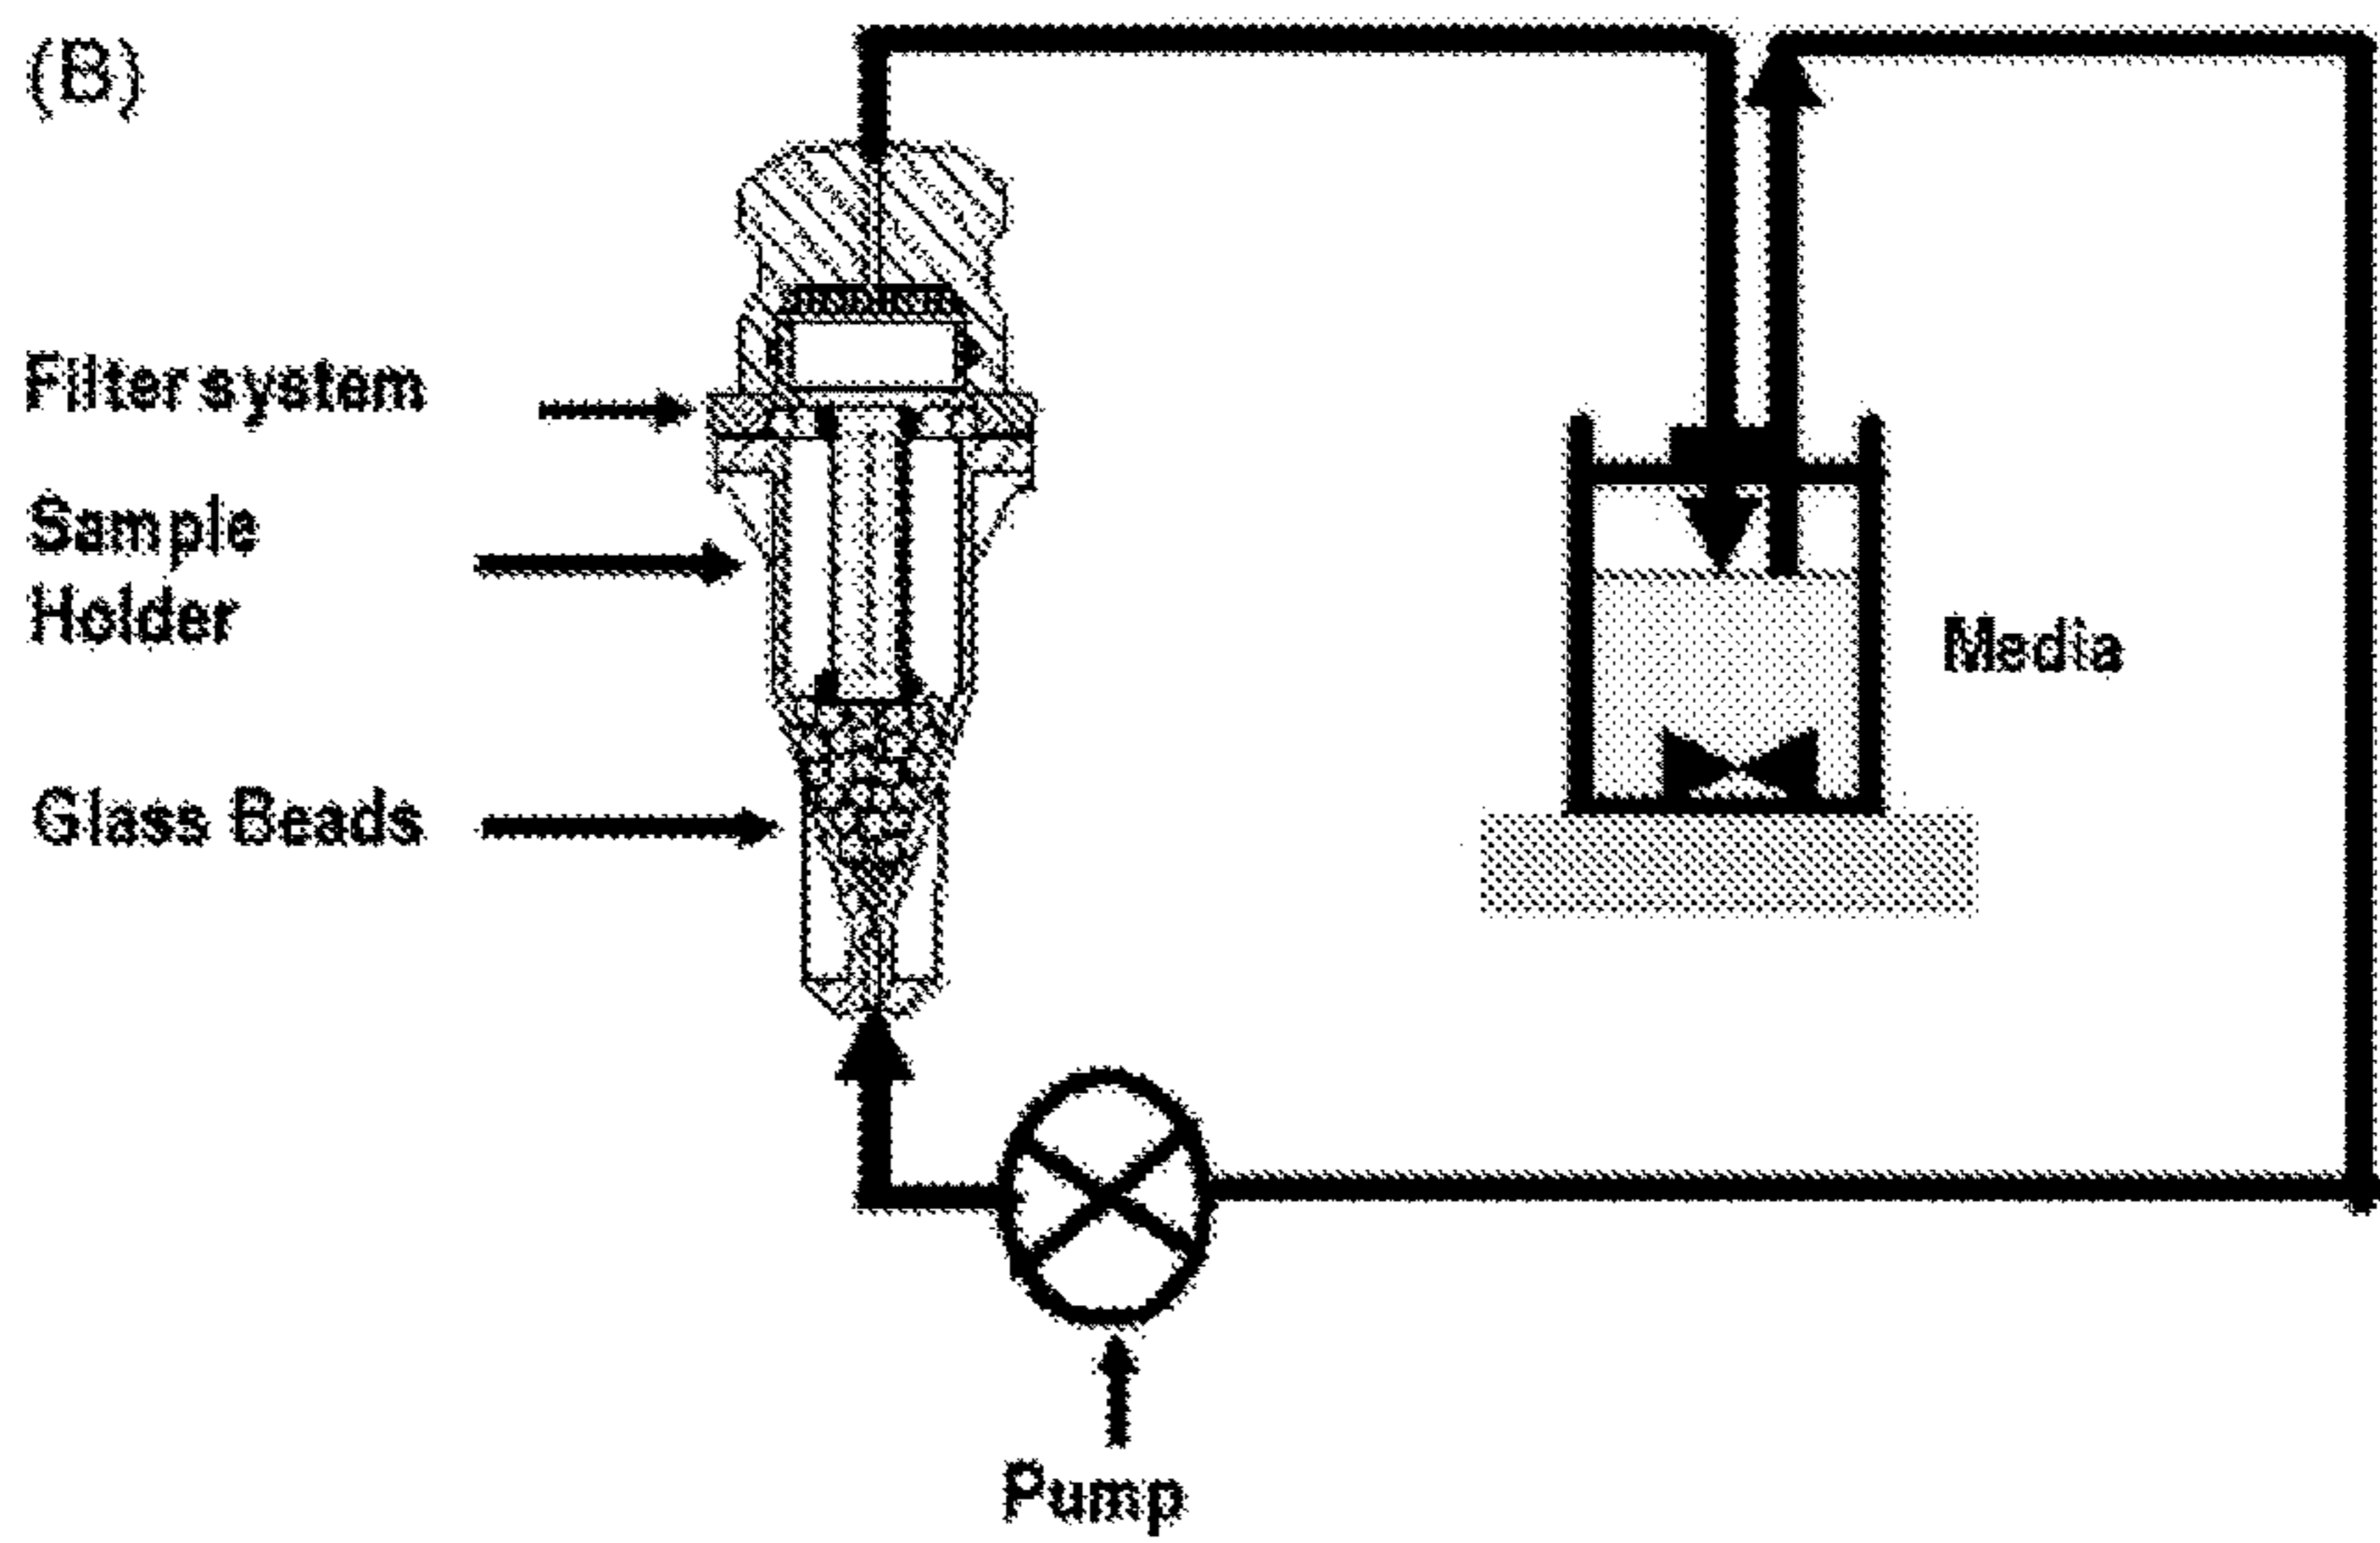 (B)
Filter system
Sample
Holder
Media
Glass Beads
Pump